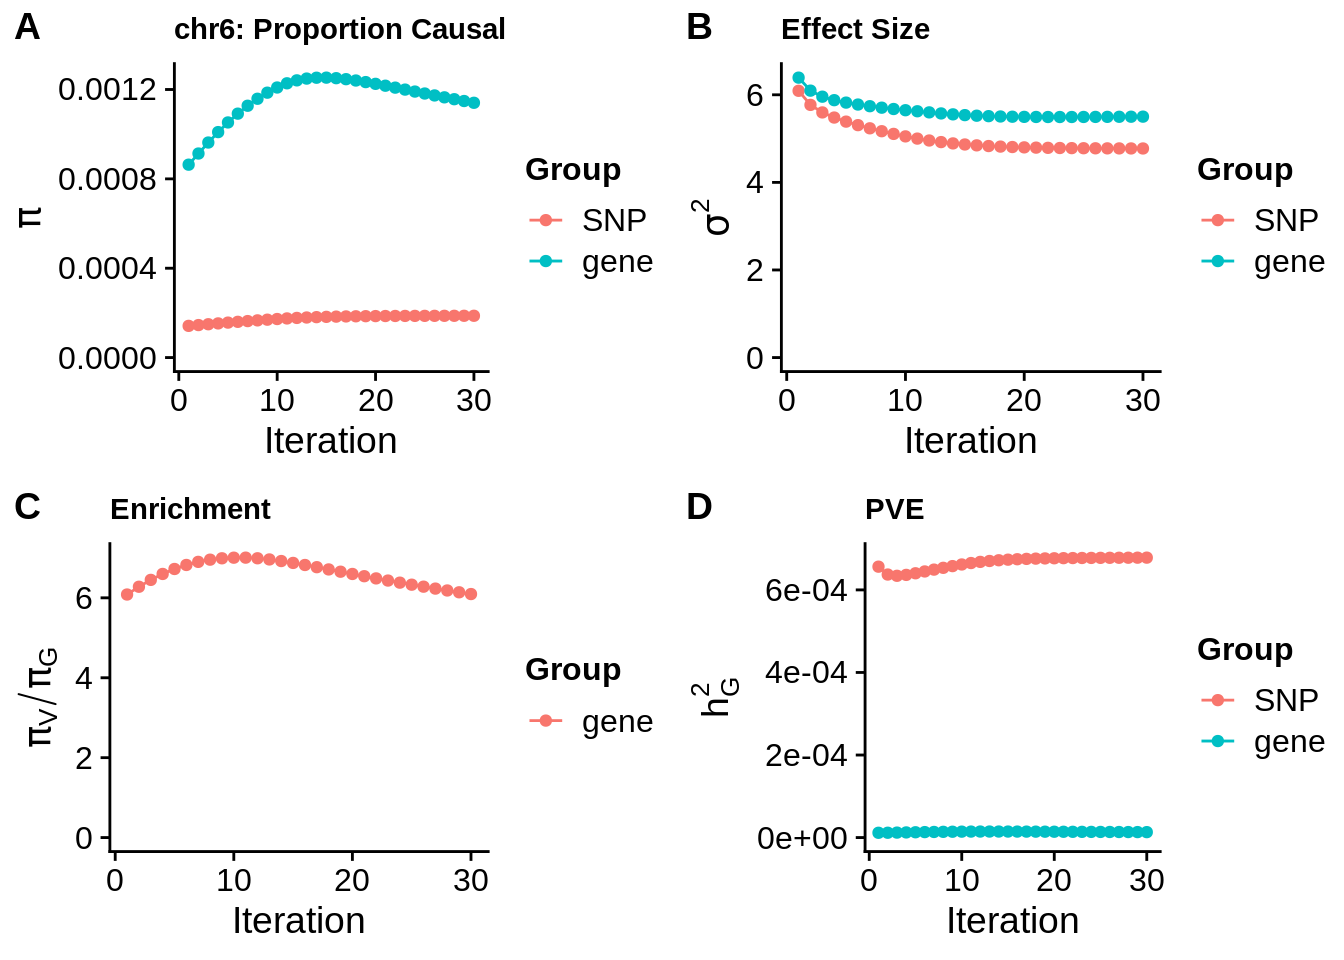 A
chr6: Proportion Causal
0.0012
0.0008
0.0004
0.0000
π
0 10 20 30
Iteration
Group
SNP
gene
B
Effect Size
6
4
2
0
σ²
0 10 20 30
Iteration
Group
SNP
gene
C
Enrichment
6
4
2
0
π_V/π_G
0 10 20 30
Iteration
Group
gene
D
PVE
6e-04
4e-04
2e-04
0e+00
h²_G
0 10 20 30
Iteration
Group
SNP
gene